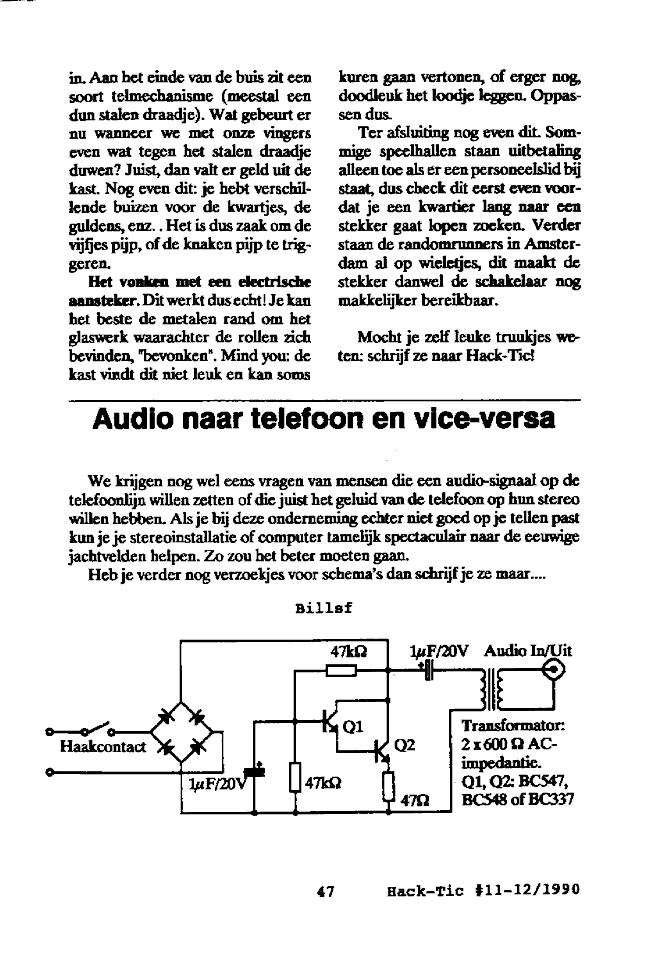 in. Aan het einde van de buis zit een
soort telmechanisme (meestal een
dun stalen draadje). Wat gebeurt er
nu wanneer we met onze vingers
even wat tegen het stalen draadje
duwen? Juist, dan valt er geld uit de
kast. Nog even dit: je hebt verschil-
lende buizen voor de kwartjes, de
guldens, enz. . Het is dus zaak om de
vijfjes pijp, of de knaken pijp te trig-
geren.
Het vonken met een electrische
aansteker. Dit werkt dus echt! Je kan
het beste de metalen rand om het
glaswerk waarachter de rollen zich
bevinden, "bevonken". Mind you: de
kast vindt dit niet leuk en kan soms
kuren gaan vertonen, of erger nog,
doodleuk het loodje leggen. Oppas-
sen dus.
Ter afsluiting nog even dit. Som-
mige speelhallen staan uitbetaling
alleen toe als er een personeelslid bij
staat, dus check dit eerst even voor-
dat je een kwartier lang naar een
stekker gaat lopen zoeken. Verder
staan de randomrunners in Amster-
dam al op wieletjes, dit maakt de
stekker danwel de schakelaar nog
makkelijker bereikbaar.
Mocht je zelf leuke truukjes we-
ten: schrijf ze naar Hack-Tic!
Audio naar telefoon en vice-versa
We krijgen nog wel eens vragen van mensen die een audio-signaal op de
telefoonlijn willen zetten of die juist het geluid van de telefoon op hun stereo
willen hebben. Als je bij deze onderneming echter niet goed op je tellen past
kun je je stereoinstallatie of computer tamelijk spectaculair naar de eeuwige
jachtvelden helpen. Zo zou het beter moeten gaan.
Heb je verder nog verzoekjes voor schema's dan schrijf je ze maar....
Billsf
47kΩ
1μF/20V
Audio In/Uit
Haakcontact
Q1
Q2
1μF/20V
47kΩ
47Ω
Transformator:
2 x 600 Ω AC-
impedantie.
Q1, Q2: BC547,
BC548 of BC337
47 Hack-Tic #11-12/1990